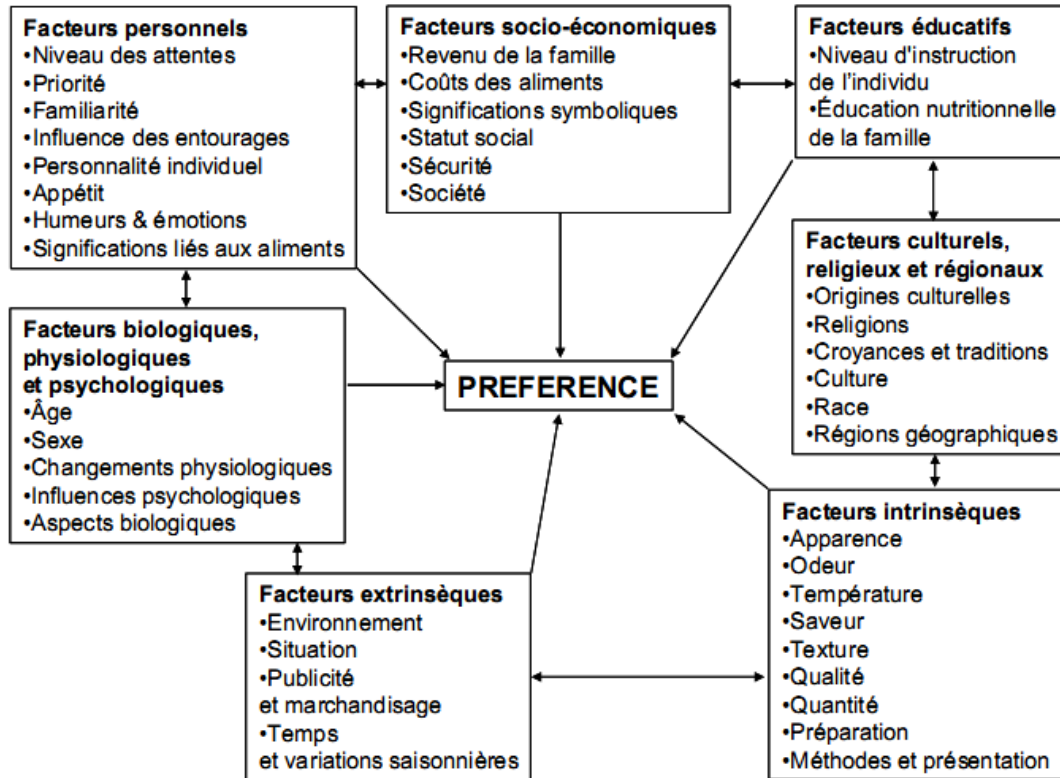 Facteurs personnels
•Niveau des attentes
•Priorité
•Familiarité
•Influence des entourages
•Personnalité individuel
•Appétit
•Humeurs & émotions
•Significations liés aux aliments
Facteurs socio-économiques
•Revenu de la famille
•Coûts des aliments
•Significations symboliques
•Statut social
•Sécurité
•Société
Facteurs éducatifs
•Niveau d'instruction
de l'individu
•Éducation nutritionnelle
de la famille
Facteurs biologiques,
physiologiques
et psychologiques
•Âge
•Sexe
•Changements physiologiques
•Influences psychologiques
•Aspects biologiques
PREFERENCE
Facteurs culturels,
religieux et régionaux
•Origines culturelles
•Religions
•Croyances et traditions
•Culture
•Race
•Régions géographiques
Facteurs extrinsèques
•Environnement
•Situation
•Publicité
et marchandisage
•Temps
et variations saisonnières
Facteurs intrinsèques
•Apparence
•Odeur
•Température
•Saveur
•Texture
•Qualité
•Quantité
•Préparation
•Méthodes et présentation